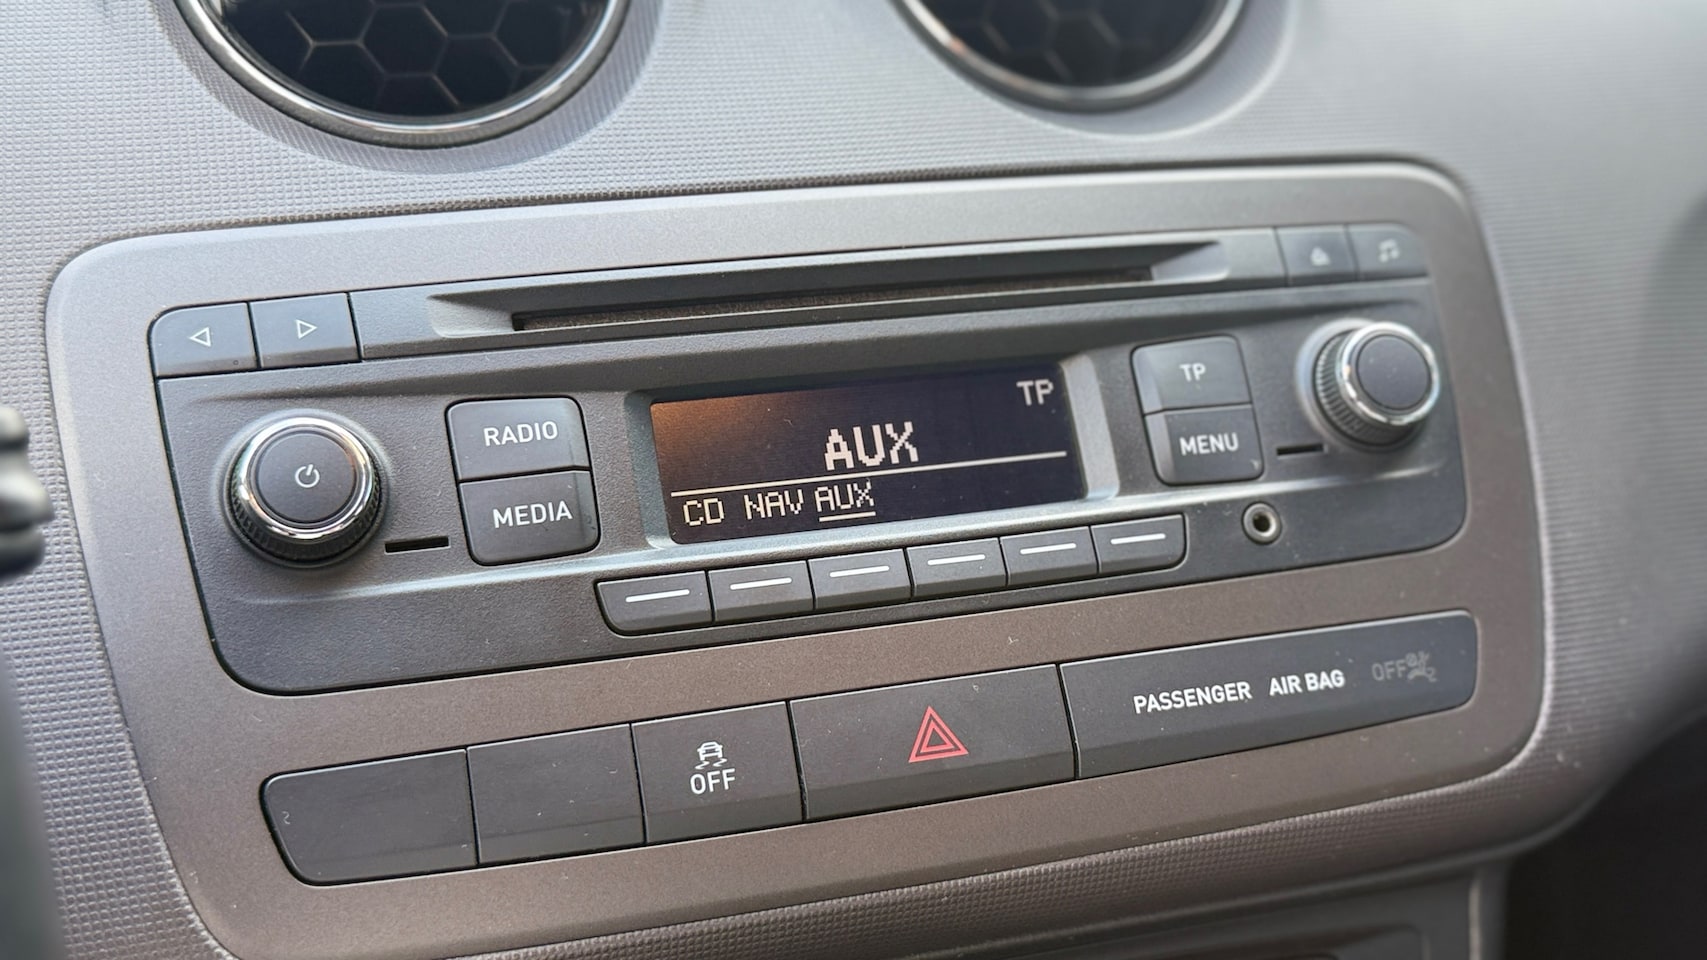 RADIO
MEDIA
TP
AUX
CD NAV AUX
TP
MENU
OFF
PASSENGER AIR BAG OFF